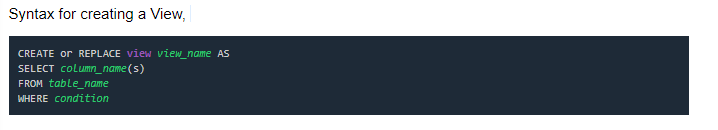 Syntax for creating a View,
CREATE or REPLACE view view_name AS
SELECT column_name(s)
FROM table_name
WHERE condition